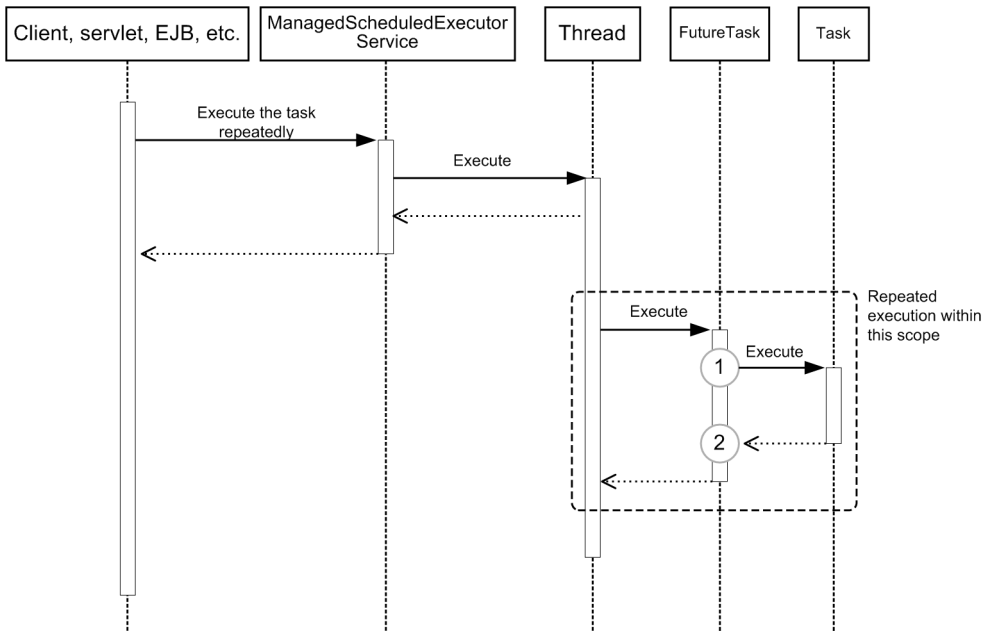 Client, servlet, EJB, etc.
ManagedScheduledExecutor
Service
Thread
FutureTask
Task
Execute the task
repeatedly
Execute
Repeated
execution within
this scope
Execute
1
Execute
2